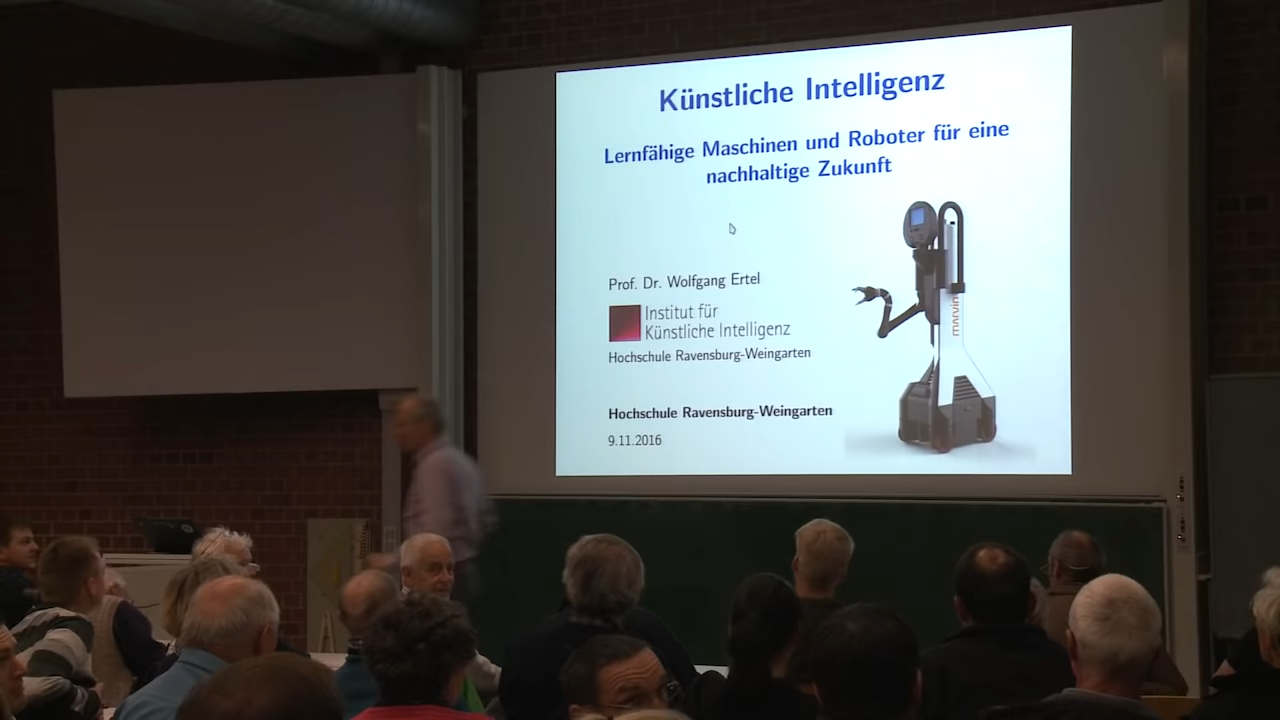 Künstliche Intelligenz
Lernfähige Maschinen und Roboter für eine
nachhaltige Zukunft
Prof. Dr. Wolfgang Ertel
Institut für
Künstliche Intelligenz
Hochschule Ravensburg-Weingarten
marvin
Hochschule Ravensburg-Weingarten
9.11.2016